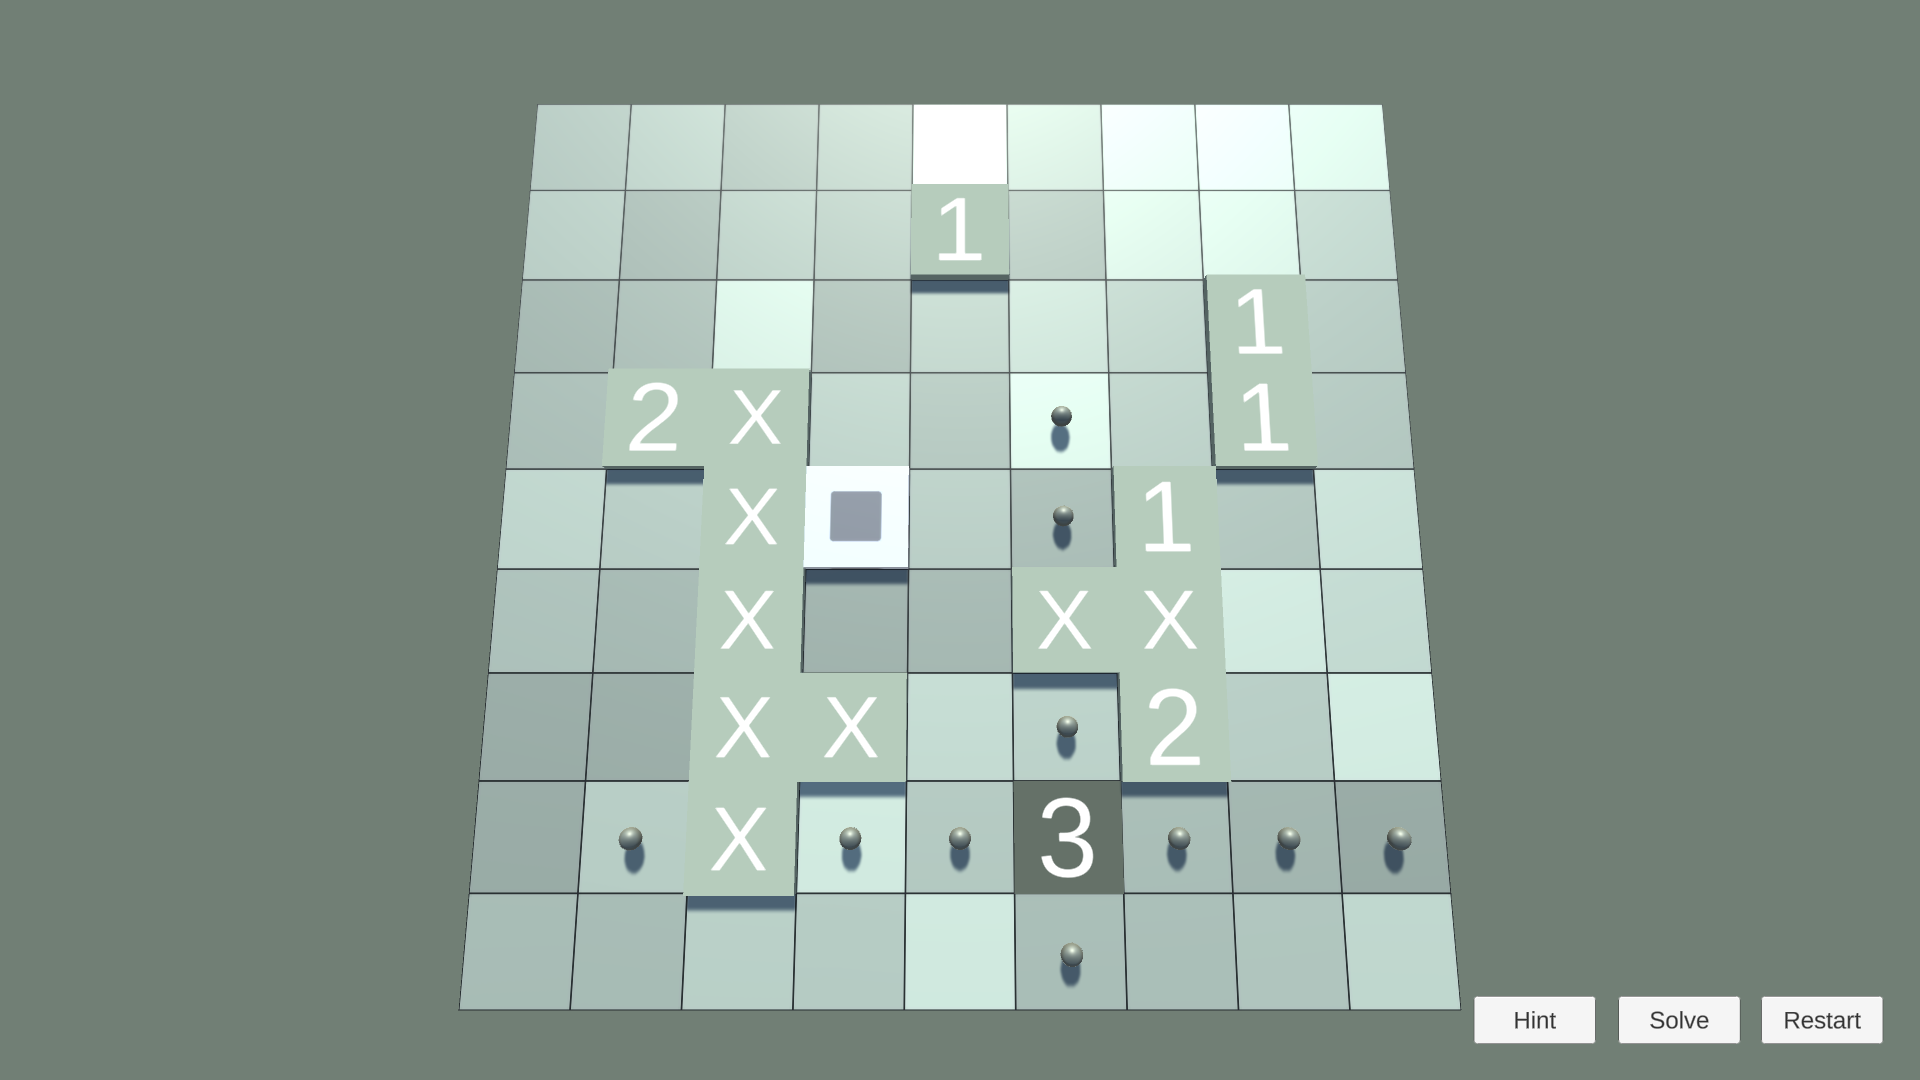 1
1
2 X 1
X 1
X X X
X X 2
X 3
Hint Solve Restart